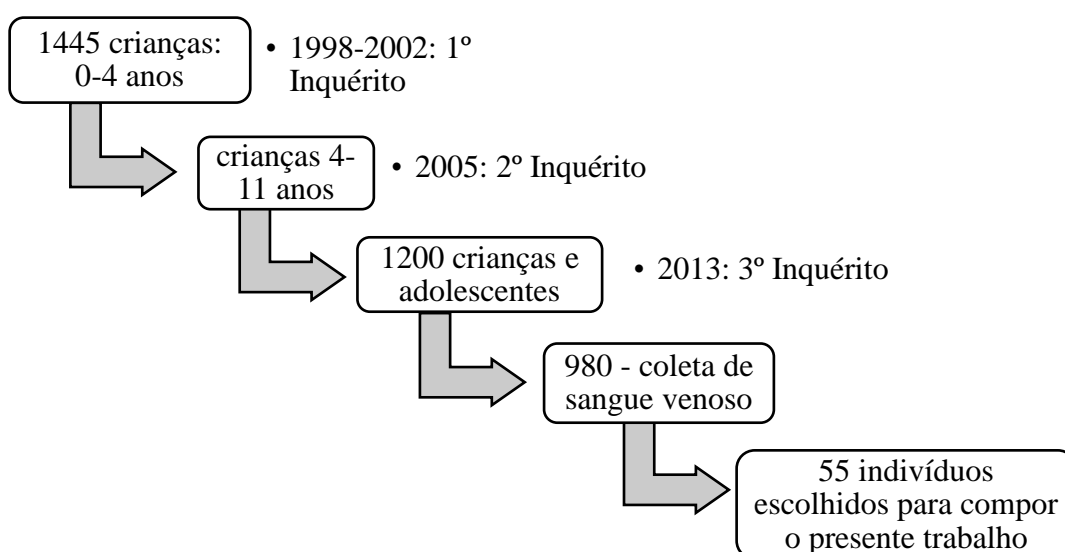 1445 crianças:
0-4 anos
• 1998-2002: 1º
Inquérito
crianças 4-
11 anos
• 2005: 2º Inquérito
1200 crianças e
adolescentes
• 2013: 3º Inquérito
980 - coleta de
sangue venoso
55 indivíduos
escolhidos para compor
o presente trabalho